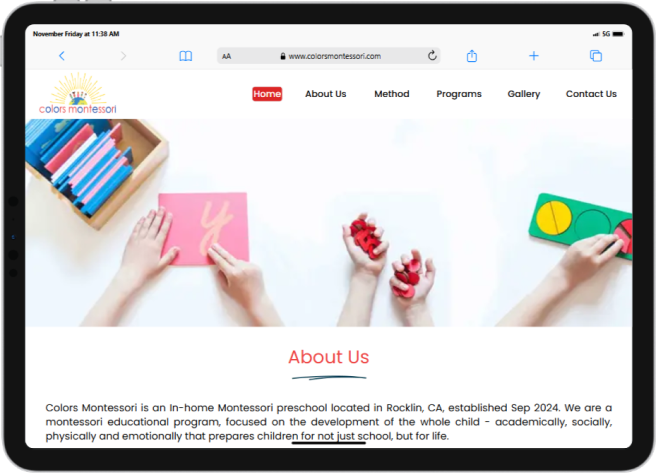 November Friday at 11:38 AM
5G
AA
www.colorsmontessori.com
colors montessori
Home About Us Method Programs Gallery Contact Us
y
About Us
Colors Montessori is an In-home Montessori preschool located in Rocklin, CA, established Sep 2024. We are a
montessori educational program, focused on the development of the whole child - academically, socially,
physically and emotionally that prepares children for not just school, but for life.